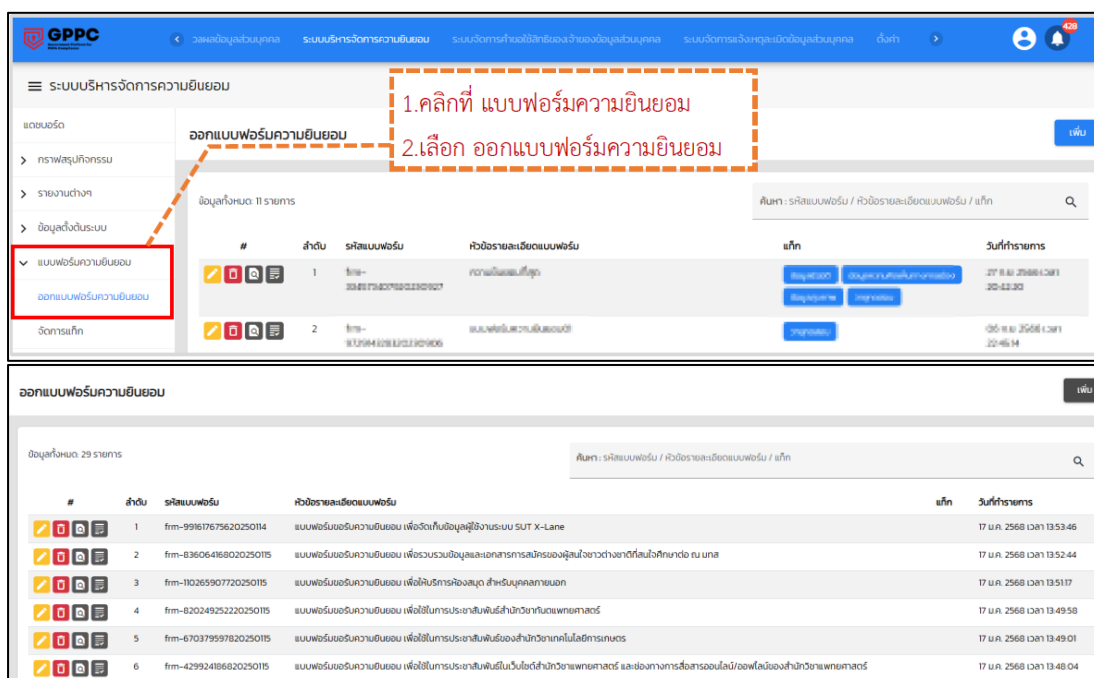 GPPC
Government Platform for PDPA Compliance
วลผลข้อมูลส่วนบุคคล ระบบบริหารจัดการความยินยอม ระบบจัดการคำขอใช้สิทธิของเจ้าของข้อมูลส่วนบุคคล ระบบจัดการแจ้งเหตุละเมิดข้อมูลส่วนบุคคล ตั้งค่า 428
ระบบบริหารจัดการความยินยอม
1.คลิกที่ แบบฟอร์มความยินยอม
2.เลือก ออกแบบฟอร์มความยินยอม
แดชบอร์ด
ออกแบบฟอร์มความยินยอม เพิ่ม
กราฟสรุปกิจกรรม
รายงานต่างๆ
ข้อมูลทั้งหมด: 11 รายการ ค้นหา : รหัสแบบฟอร์ม / หัวข้อรายละเอียดแบบฟอร์ม / แท็ก
ข้อมูลตั้งต้นระบบ
# ลำดับ รหัสแบบฟอร์ม หัวข้อรายละเอียดแบบฟอร์ม แท็ก วันที่ทำรายการ
แบบฟอร์มความยินยอม
1 frm-
ออกแบบฟอร์มความยินยอม
จัดการแท็ก
2 frm-
ออกแบบฟอร์มความยินยอม เพิ่ม
ข้อมูลทั้งหมด: 29 รายการ ค้นหา : รหัสแบบฟอร์ม / หัวข้อรายละเอียดแบบฟอร์ม / แท็ก
# ลำดับ รหัสแบบฟอร์ม หัวข้อรายละเอียดแบบฟอร์ม แท็ก วันที่ทำรายการ
1 frm-991617675620250114 แบบฟอร์มขอรับความยินยอม เพื่อจัดเก็บข้อมูลผู้ใช้งานระบบ SUT X-Lane 17 ม.ค. 2568 เวลา 13:53:46
2 frm-836064168020250115 แบบฟอร์มขอรับความยินยอม เพื่อรวบรวมข้อมูลและเอกสารการสมัครของผู้สนใจชาวต่างชาติที่สนใจศึกษาต่อ ณ มทส 17 ม.ค. 2568 เวลา 13:52:44
3 frm-110265907720250115 แบบฟอร์มขอรับความยินยอม เพื่อให้บริการห้องสมุด สำหรับบุคคลภายนอก 17 ม.ค. 2568 เวลา 13:51:17
4 frm-820249252220250115 แบบฟอร์มขอรับความยินยอม เพื่อใช้ในการประชาสัมพันธ์สำนักวิชาทันตแพทยศาสตร์ 17 ม.ค. 2568 เวลา 13:49:58
5 frm-670379597820250115 แบบฟอร์มขอรับความยินยอม เพื่อใช้ในการประชาสัมพันธ์ของสำนักวิชาเทคโนโลยีการเกษตร 17 ม.ค. 2568 เวลา 13:49:01
6 frm-429924186820250115 แบบฟอร์มขอรับความยินยอม เพื่อใช้ในการประชาสัมพันธ์ในเว็บไซต์สำนักวิชาแพทยศาสตร์ และช่องทางการสื่อสารออนไลน์/ออฟไลน์ของสำนักวิชาแพทยศาสตร์ 17 ม.ค. 2568 เวลา 13:48:04